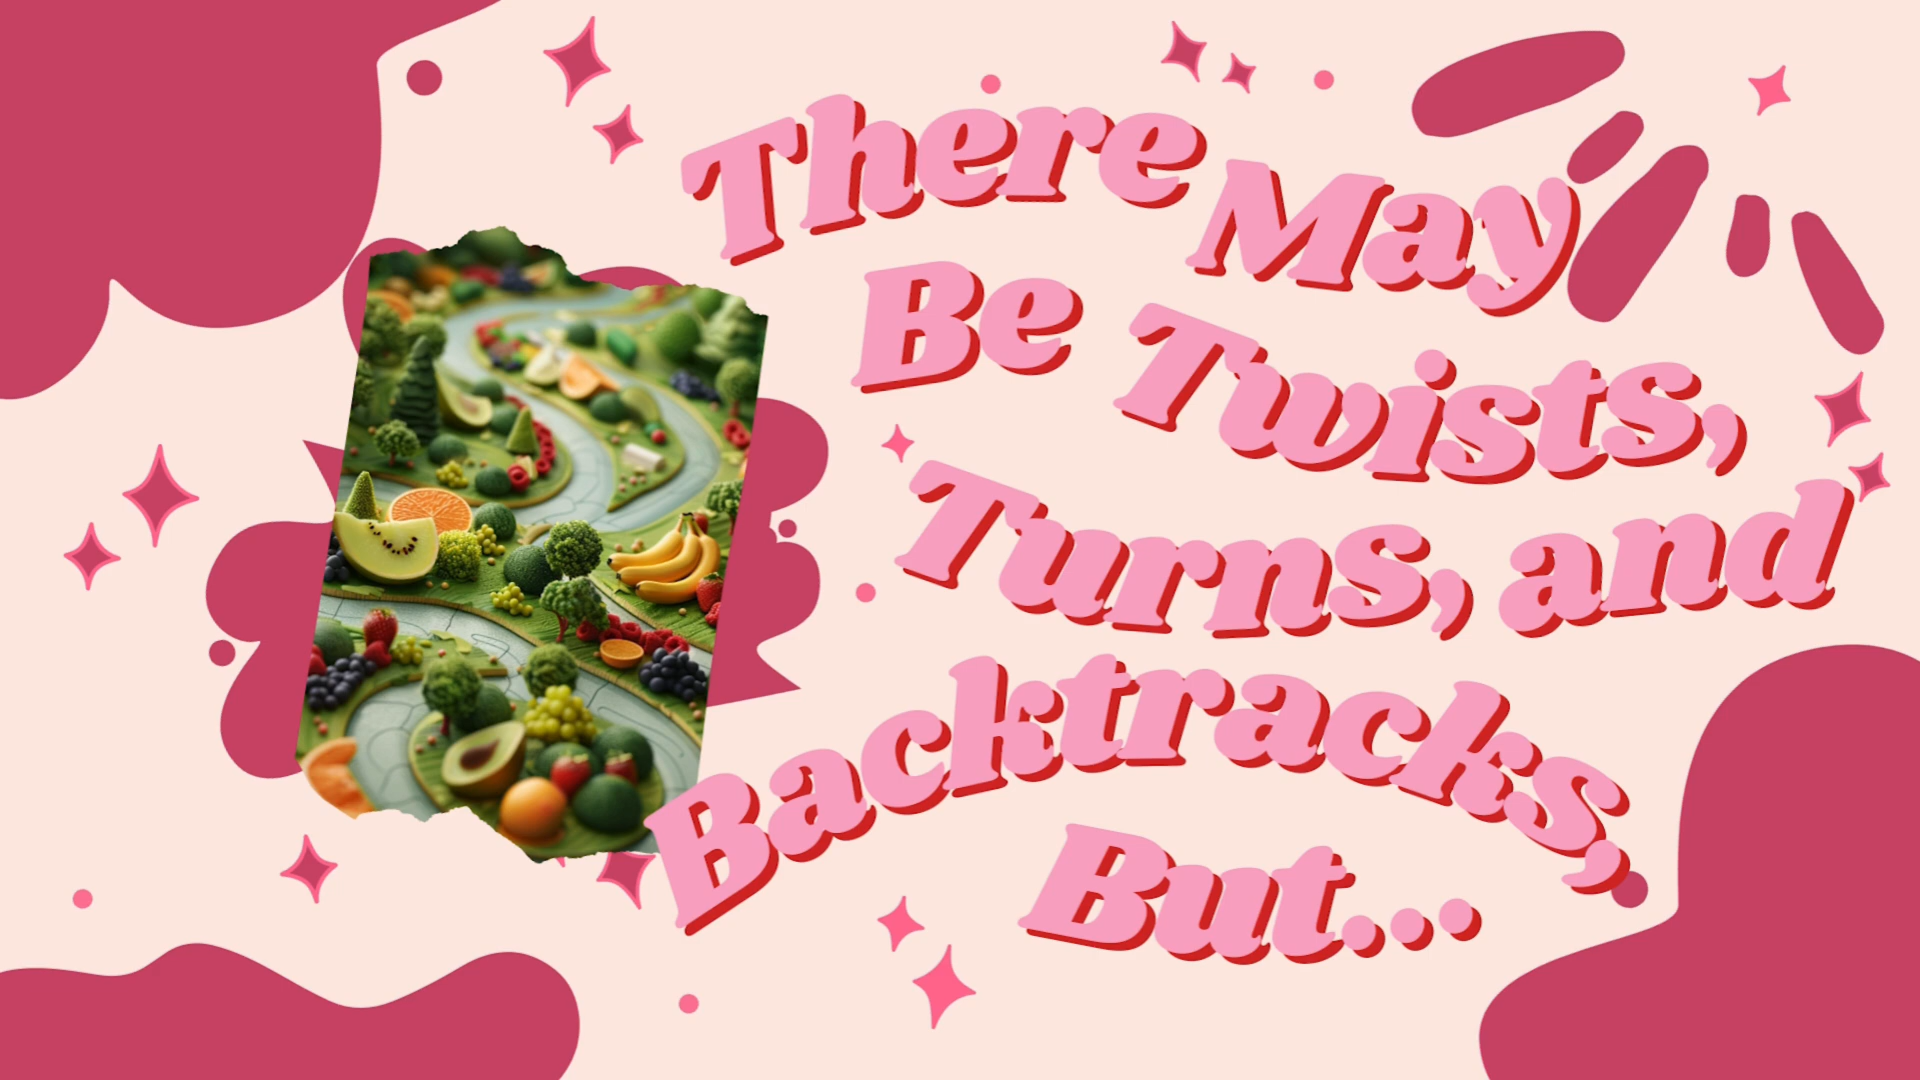 There May
Be Twists,
Turns, and
Backtracks,
But...